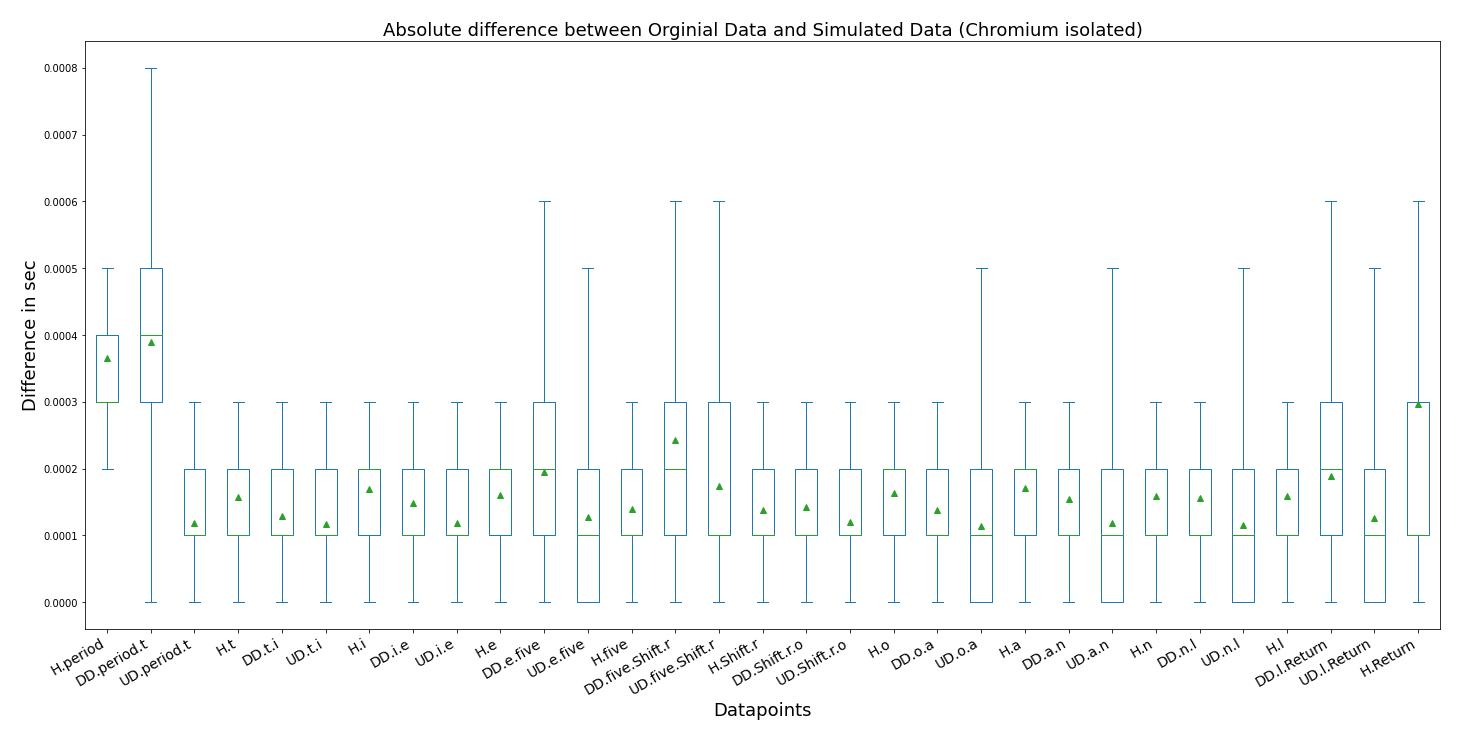 Absolute difference between Orginial Data and Simulated Data (Chromium isolated)
Difference in sec
0.0008
0.0007
0.0006
0.0005
0.0004
0.0003
0.0002
0.0001
0.0000
H.period
DD.period.t
UD.period.t
H.t
DD.t.i
UD.t.i
H.i
DD.i.e
UD.i.e
H.e
DD.e.five
UD.e.five
H.five
DD.five.Shift.r
UD.five.Shift.r
H.Shift.r
DD.Shift.r.o
UD.Shift.r.o
H.o
DD.o.a
UD.o.a
H.a
DD.a.n
UD.a.n
H.n
DD.n.l
UD.n.l
H.l
DD.l.Return
UD.l.Return
H.Return
Datapoints